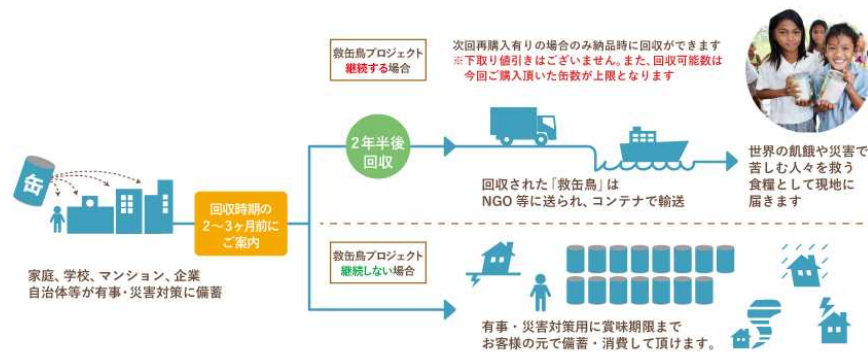 缶
家庭、学校、マンション、企業
自治体等が有事・災害対策に備蓄
回収時期の
2〜3ヶ月前に
ご案内
救缶鳥プロジェクト
継続する場合
次回再購入有りの場合のみ納品時に回収ができます
※下取り値引きはございません。また、回収可能数は
今回ご購入頂いた缶数が上限となります
2年半後
回収
回収された「救缶鳥」は
NGO 等に送られ、コンテナで輸送
世界の飢餓や災害で
苦しむ人々を救う
食糧として現地に
届きます
救缶鳥プロジェクト
継続しない場合
有事・災害対策用に賞味期限まで
お客様の元で備蓄・消費して頂けます。